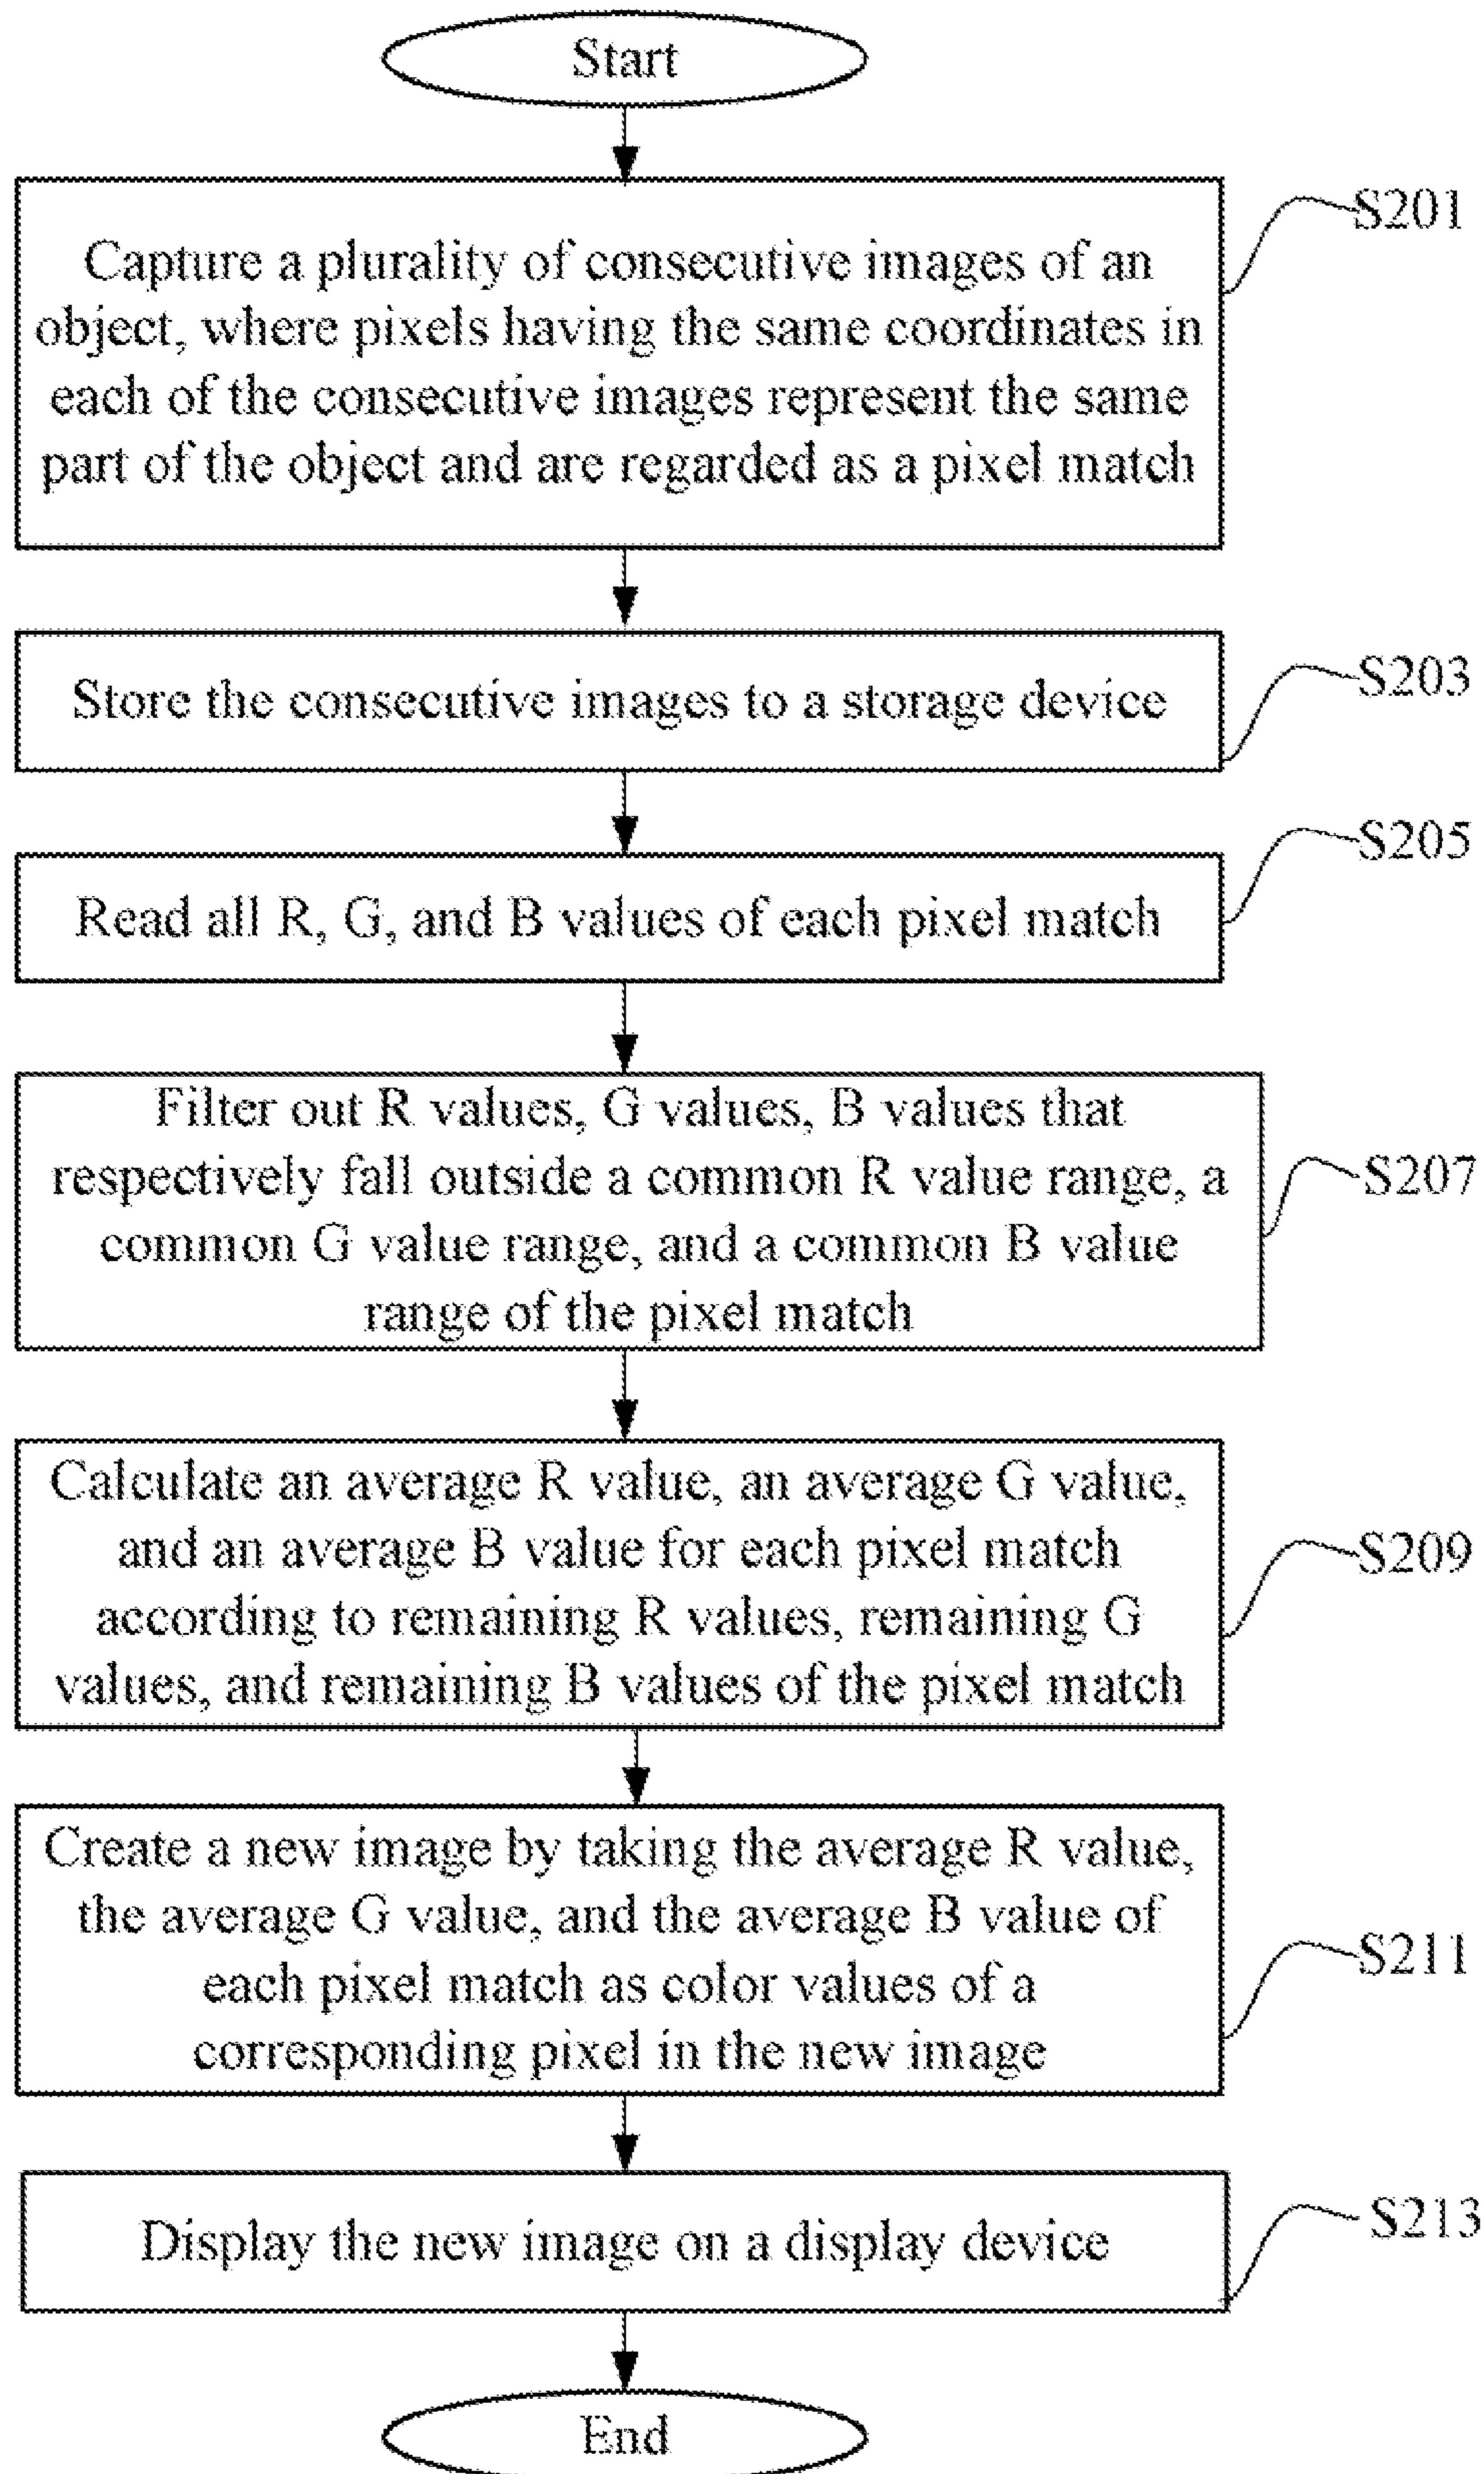 Start
S201
Capture a plurality of consecutive images of an
object, where pixels having the same coordinates in
each of the consecutive images represent the same
part of the object and are regarded as a pixel match
S203
Store the consecutive images to a storage device
S205
Read all R, G, and B values of each pixel match
Filter out R values, G values, B values that
respectively fall outside a common R value range, a
S207
common G value range, and a common B value
range of the pixel match
Calculate an average R value, an average G value,
and an average B value for each pixel match
S209
according to remaining R values, remaining G
values, and remaining B values of the pixel match
Create a new image by taking the average R value,
the average G value, and the average B value of
S211
each pixel match as color values of a
corresponding pixel in the new image
S213
Display the new image on a display device
End